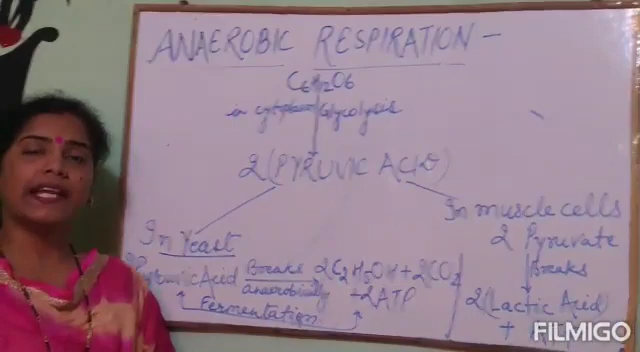 ANAEROBIC RESPIRATION -
C6H12O6
in cytoplasm Glycolysis
2 (PYRUVIC ACID)
In Yeast
In muscle cells
2 Pyruvate
Breaks
Pyruvic Acid Breaks anaerobically 2C2H5OH + 2CO2
+ 2ATP
Fermentation
2(Lactic Acid)
+
FILMIGO